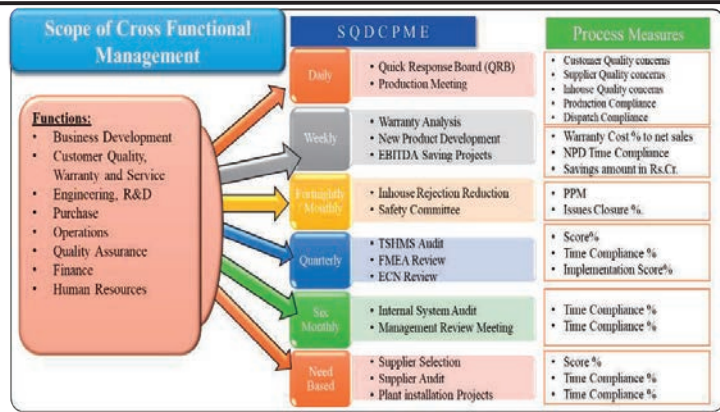 Scope of Cross Functional
Management
SQDCPME
Process Measures
Functions:
• Business Development
• Customer Quality,
Warranty and Service
• Engineering, R&D
• Purchase
• Operations
• Quality Assurance
• Finance
• Human Resources
Daily
• Quick Response Board (QRB)
• Production Meeting
• Customer Quality concerns
• Supplier Quality concerns
• Inhouse Quality concerns
• Production Compliance
• Dispatch Compliance
Weekly
• Warranty Analysis
• New Product Development
• EBITDA Saving Projects
• Warranty Cost % to net sales
• NPD Time Compliance
• Savings amount in Rs.Cr.
Fortnightly
/ Monthly
• Inhouse Rejection Reduction
• Safety Committee
• PPM
• Issues Closure %.
Quarterly
• TSHMS Audit
• FMEA Review
• ECN Review
• Score%
• Time Compliance %
• Implementation Score%
Six
Monthly
• Internal System Audit
• Management Review Meeting
• Time Compliance %
• Time Compliance %
Need
Based
• Supplier Selection
• Supplier Audit
• Plant installation Projects
• Score %
• Time Compliance %
• Time Compliance %